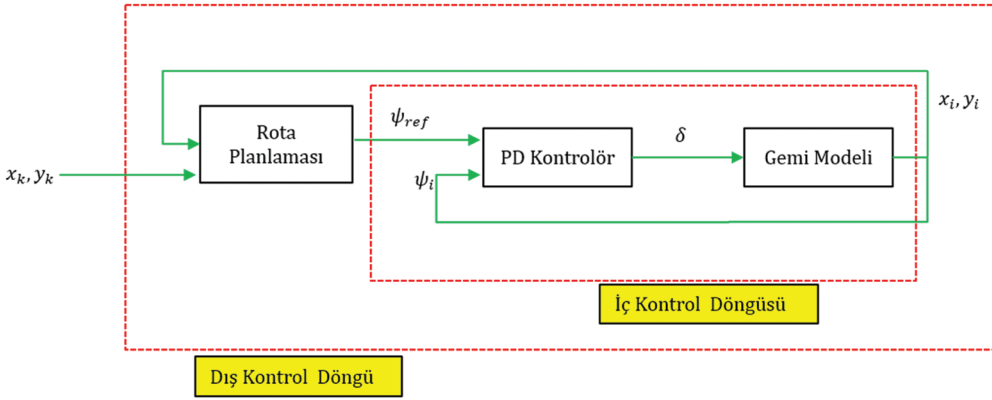 x_i, y_i
ψ_ref
Rota
Planlaması
PD Kontrolör
δ
Gemi Modeli
x_k, y_k
ψ_i
İç Kontrol Döngüsü
Dış Kontrol Döngü